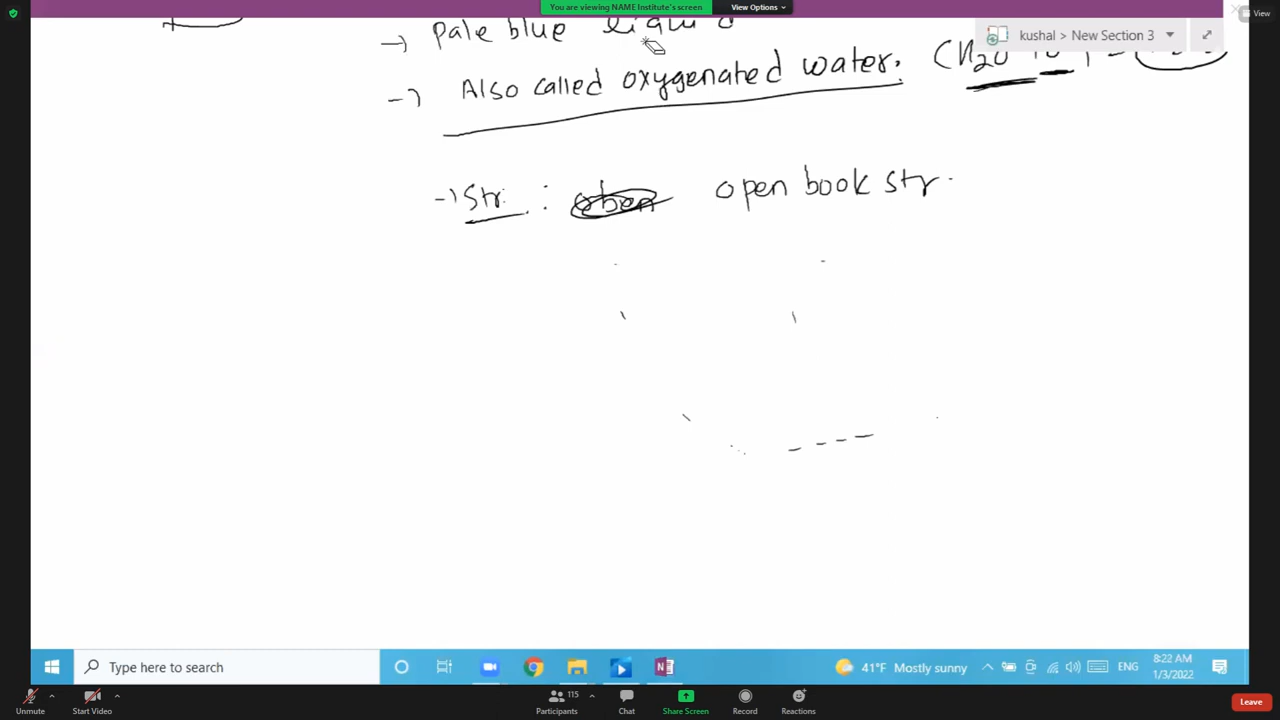 You are viewing NAME Institute's screen
View Options
View
kushal > New Section 3
→ pale blue liquid
→ Also called oxygenated water. (H2O
→ Str. : open book str.
Type here to search
41°F Mostly sunny
ENG
8:22 AM
1/3/2022
Unmute
Start Video
115
Participants
Chat
Share Screen
Record
Reactions
Leave